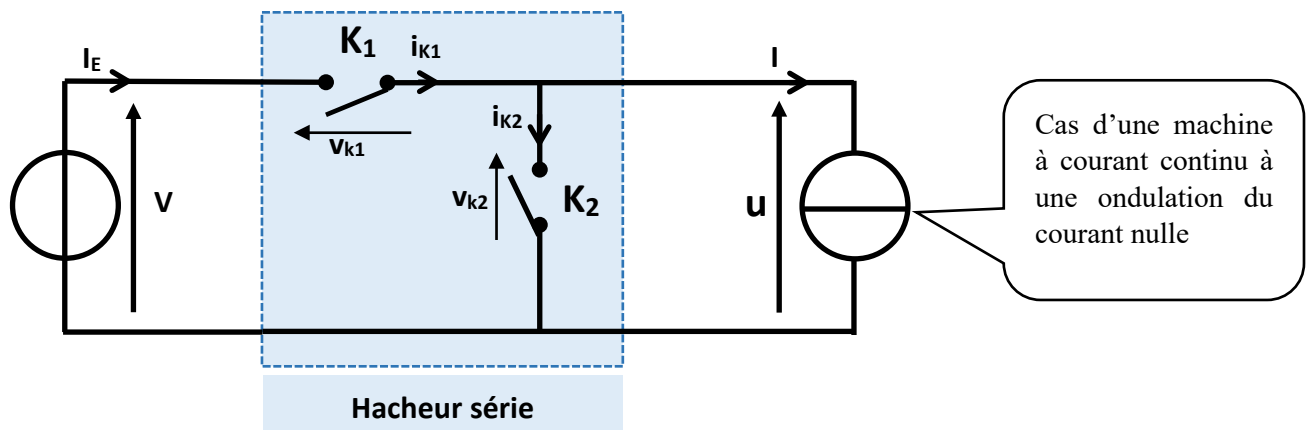 I_E
K₁
i_K1
I
v_k1
i_K2
V
v_k2
K₂
u
Cas d'une machine
à courant continu à
une ondulation du
courant nulle
Hacheur série